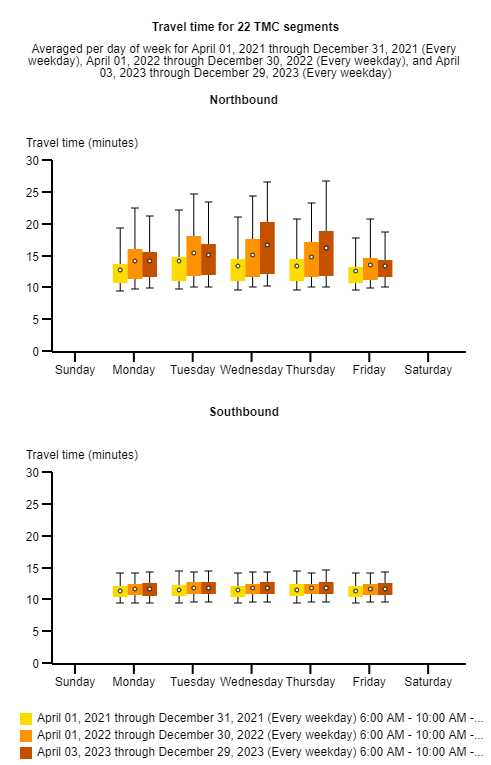 Travel time for 22 TMC segments
Averaged per day of week for April 01, 2021 through December 31, 2021 (Every
weekday), April 01, 2022 through December 30, 2022 (Every weekday), and April
03, 2023 through December 29, 2023 (Every weekday)
Northbound
Travel time (minutes)
30
25
20
15
10
5
0
Sunday Monday Tuesday Wednesday Thursday Friday Saturday
Southbound
Travel time (minutes)
30
25
20
15
10
5
0
Sunday Monday Tuesday Wednesday Thursday Friday Saturday
April 01, 2021 through December 31, 2021 (Every weekday) 6:00 AM - 10:00 AM -...
April 01, 2022 through December 30, 2022 (Every weekday) 6:00 AM - 10:00 AM -...
April 03, 2023 through December 29, 2023 (Every weekday) 6:00 AM - 10:00 AM -...